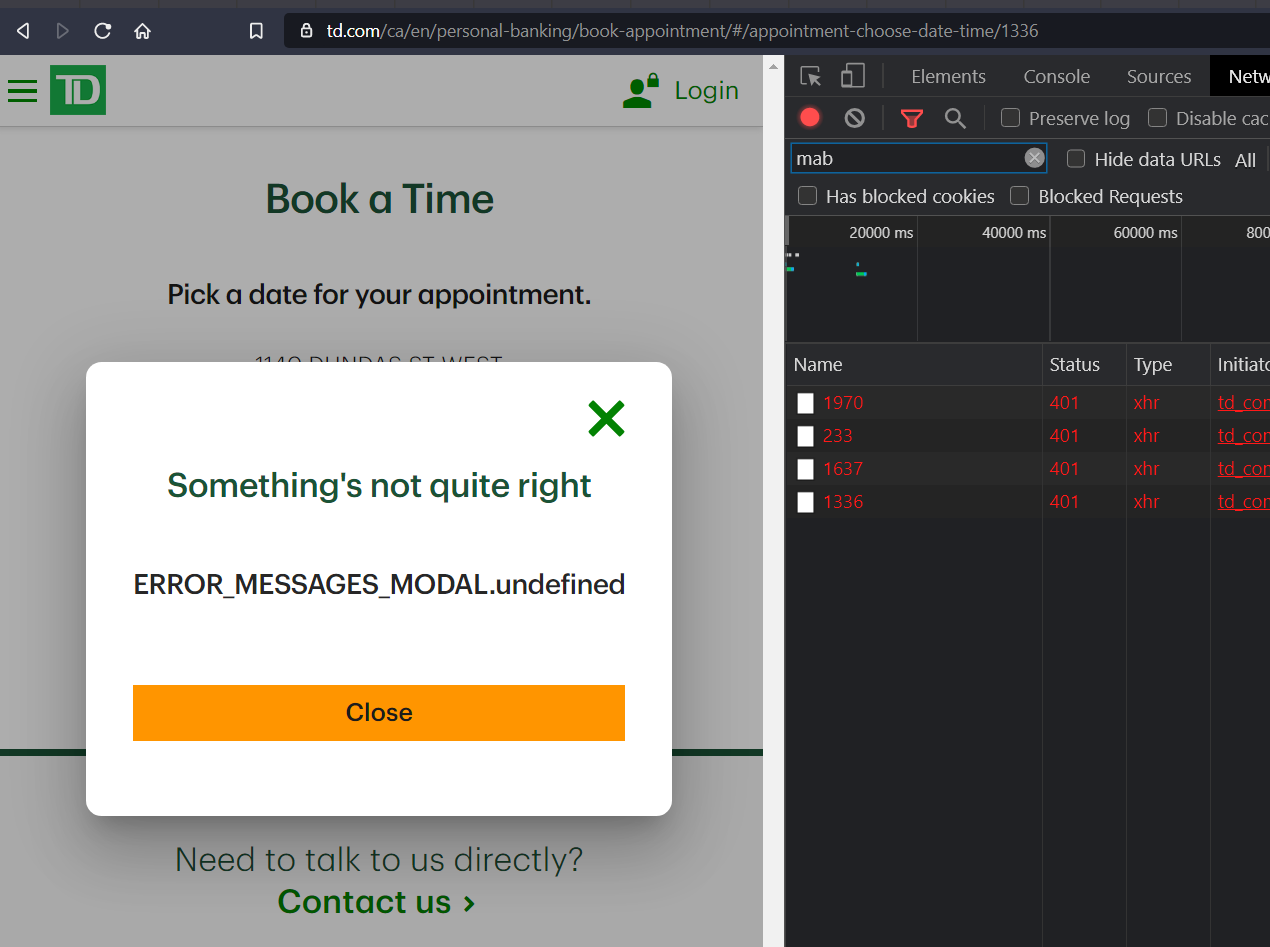 td.com/ca/en/personal-banking/book-appointment/#/appointment-choose-date-time/1336
TD
Login
Book a Time
Pick a date for your appointment.
1140 DUNDAS ST WEST
Something's not quite right
ERROR_MESSAGES_MODAL.undefined
Close
Need to talk to us directly?
Contact us ›
Elements Console Sources Netw
Preserve log Disable cac
mab Hide data URLs All
Has blocked cookies Blocked Requests
20000 ms 40000 ms 60000 ms 800
Name Status Type Initiato
1970 401 xhr td_con
233 401 xhr td_con
1637 401 xhr td_con
1336 401 xhr td_con